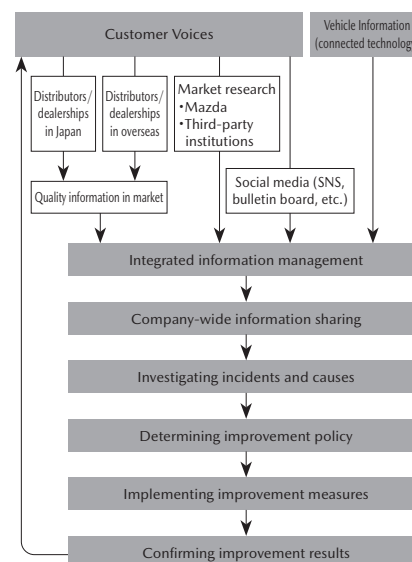 Customer Voices
Vehicle Information
(connected technology
Distributors/
dealerships
in Japan
Distributors/
dealerships
in overseas
Market research
・Mazda
・Third-party
institutions
Quality information in market
Social media (SNS,
bulletin board, etc.)
Integrated information management
Company-wide information sharing
Investigating incidents and causes
Determining improvement policy
Implementing improvement measures
Confirming improvement results